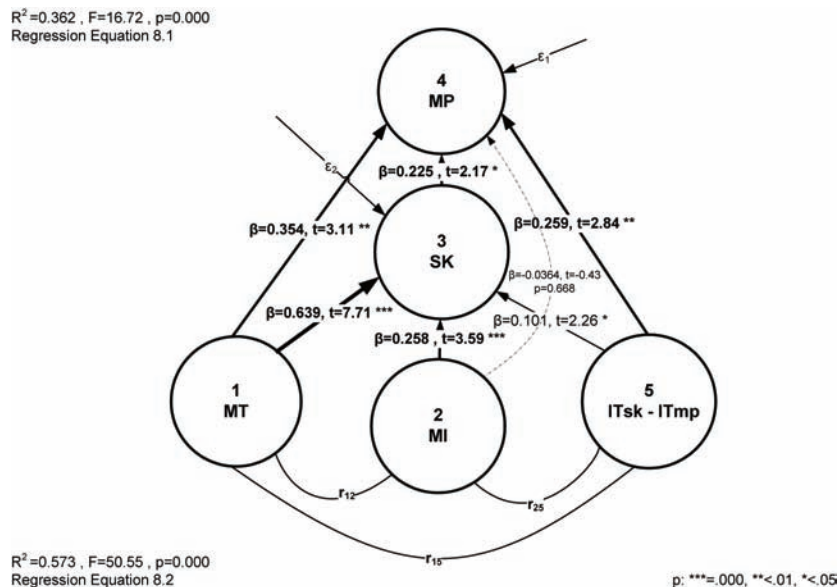 R²=0.362 , F=16.72 , p=0.000
Regression Equation 8.1
ε₁
4
MP
ε₂
β=0.225 , t=2.17 *
β=0.354, t=3.11 **
β=0.259, t=2.84 **
3
SK
β=-0.0364, t=-0.43
p=0.668
β=0.639, t=7.71 ***
β=0.101, t=2.26 *
β=0.258 , t=3.59 ***
1
MT
2
MI
5
ITsk - ITmp
r₁₂
r₂₅
r₁₅
R²=0.573 , F=50.55 , p=0.000
Regression Equation 8.2
p: ***=.000, **<.01, *<.05